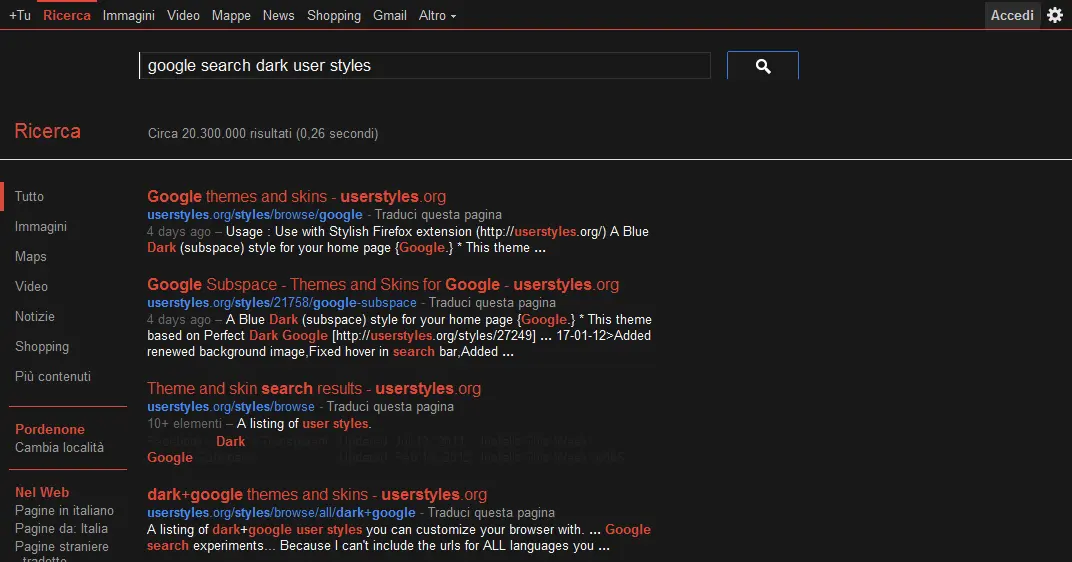 +Tu Ricerca Immagini Video Mappe News Shopping Gmail Altro Accedi
google search dark user styles
Ricerca
Circa 20.300.000 risultati (0,26 secondi)
Tutto
Immagini
Maps
Video
Notizie
Shopping
Più contenuti
Pordenone
Cambia località
Nel Web
Pagine in italiano
Pagine da: Italia
Pagine straniere
tradotte
Google themes and skins - userstyles.org
userstyles.org/styles/browse/google - Traduci questa pagina
4 days ago – Usage : Use with Stylish Firefox extension (http://userstyles.org/) A Blue
Dark (subspace) style for your home page {Google.} * This theme ...
Google Subspace - Themes and Skins for Google - userstyles.org
userstyles.org/styles/21758/google-subspace - Traduci questa pagina
4 days ago – A Blue Dark (subspace) style for your home page {Google.} * This theme
based on Perfect Dark Google [http://userstyles.org/styles/27249] ... 17-01-12>Added
renewed background image,Fixed hover in search bar,Added ...
Theme and skin search results - userstyles.org
userstyles.org/styles/browse - Traduci questa pagina
10+ elementi – A listing of user styles.
Dark
Google
dark+google themes and skins - userstyles.org
userstyles.org/styles/browse/all/dark+google - Traduci questa pagina
A listing of dark+google user styles you can customize your browser with. ... Google
search experiments... Because I can't include the urls for ALL languages you ...